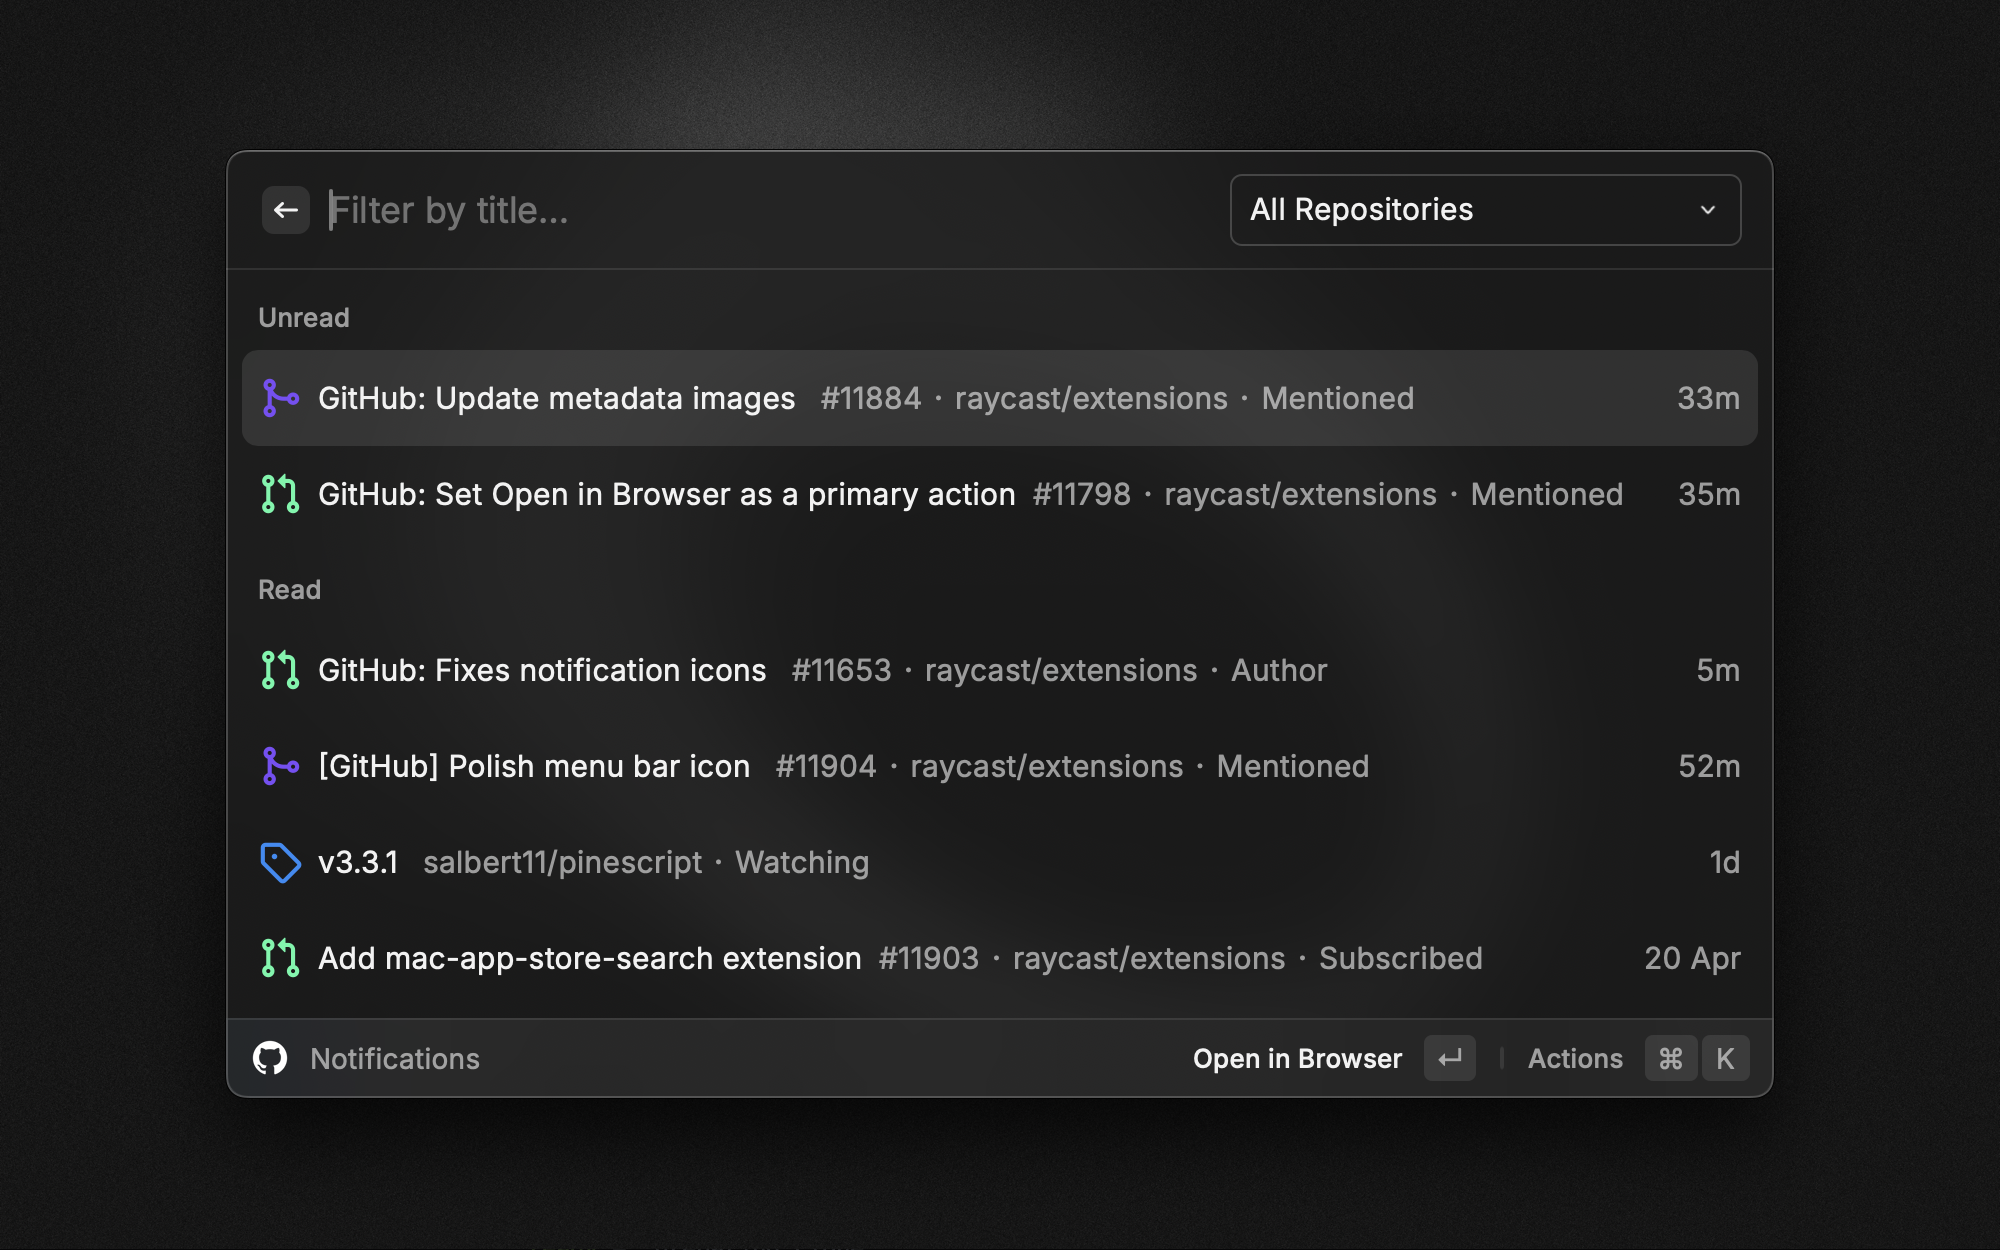 Filter by title...
All Repositories
Unread
GitHub: Update metadata images #11884 · raycast/extensions · Mentioned 33m
GitHub: Set Open in Browser as a primary action #11798 · raycast/extensions · Mentioned 35m
Read
GitHub: Fixes notification icons #11653 · raycast/extensions · Author 5m
[GitHub] Polish menu bar icon #11904 · raycast/extensions · Mentioned 52m
v3.3.1 salbert11/pinescript · Watching 1d
Add mac-app-store-search extension #11903 · raycast/extensions · Subscribed 20 Apr
Notifications Open in Browser ↵ | Actions ⌘ K